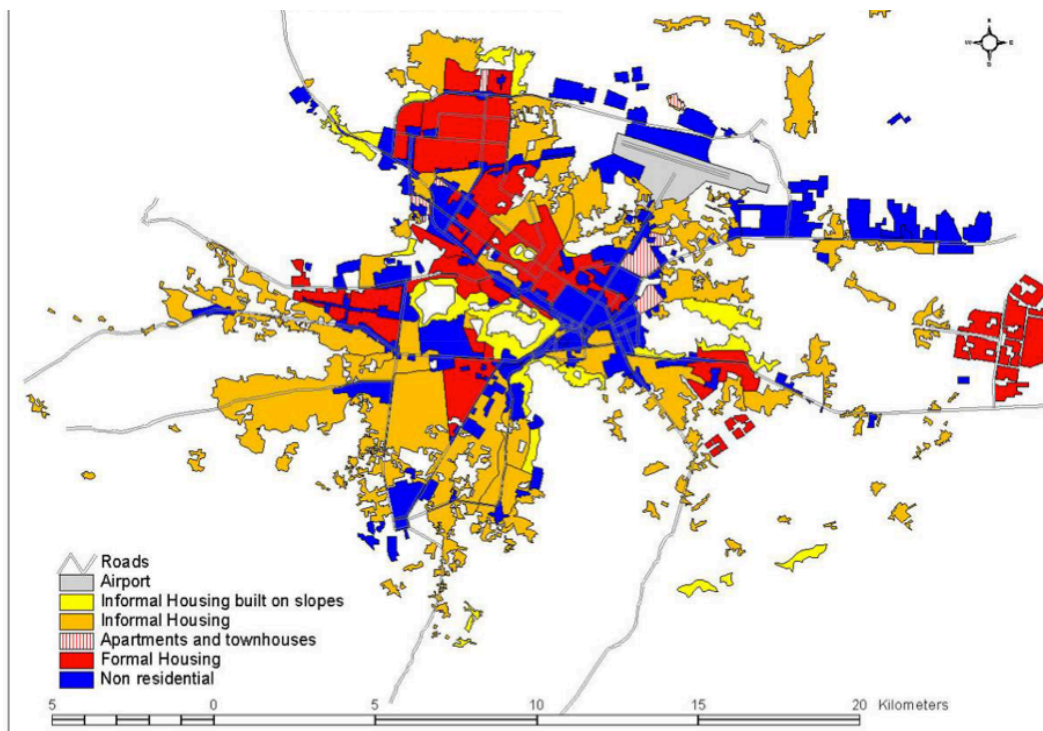 N
W E
S
Roads
Airport
Informal Housing built on slopes
Informal Housing
Apartments and townhouses
Formal Housing
Non residential
5 0 5 10 15 20 Kilometers